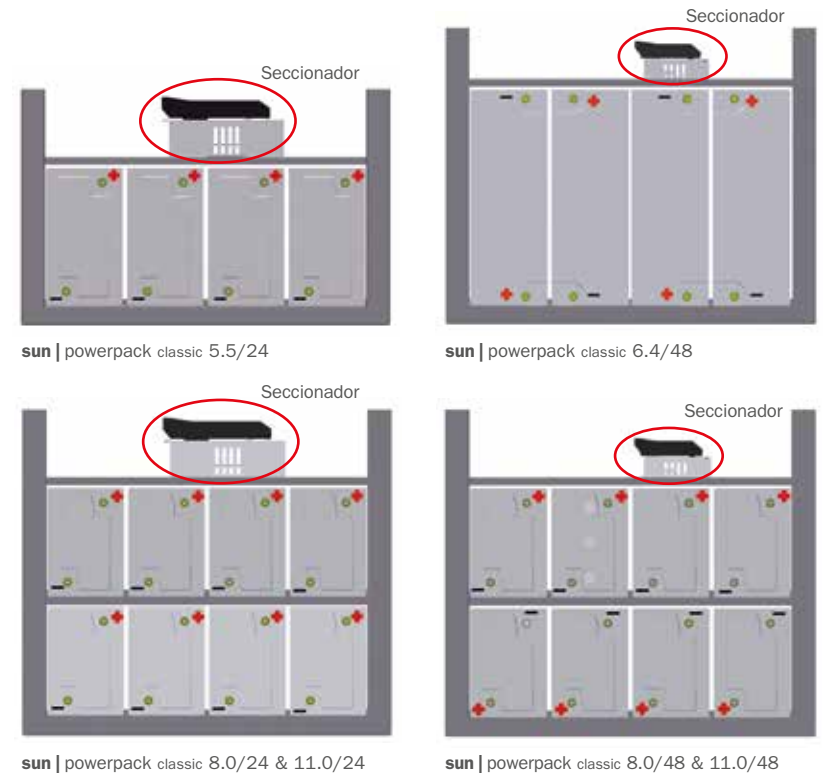 Seccionador
Seccionador
sun | powerpack classic 5.5/24
sun | powerpack classic 6.4/48
Seccionador
Seccionador
sun | powerpack classic 8.0/24 & 11.0/24
sun | powerpack classic 8.0/48 & 11.0/48